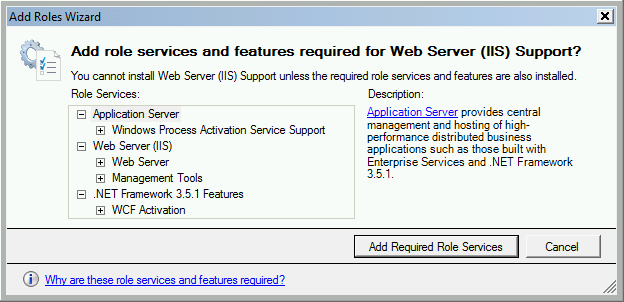 Add Roles Wizard
Add role services and features required for Web Server (IIS) Support?
You cannot install Web Server (IIS) Support unless the required role services and features are also installed.
Role Services:
Application Server
Windows Process Activation Service Support
Web Server (IIS)
Web Server
Management Tools
.NET Framework 3.5.1 Features
WCF Activation
Description:
Application Server provides central
management and hosting of high-
performance distributed business
applications such as those built with
Enterprise Services and .NET Framework
3.5.1.
Add Required Role Services
Cancel
Why are these role services and features required?